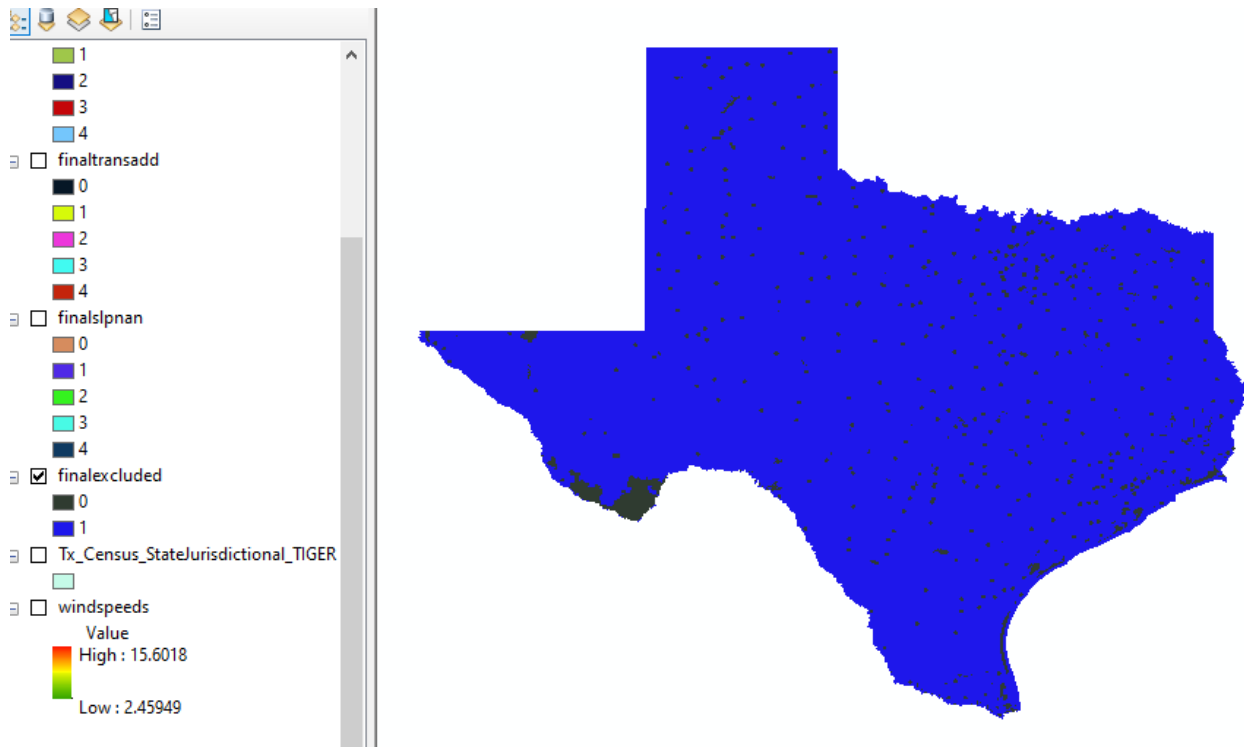 1
2
3
4
finaltransadd
0
1
2
3
4
finalslpnan
0
1
2
3
4
finalexcluded
0
1
Tx_Census_StateJurisdictional_TIGER
windspeeds
Value
High : 15.6018
Low : 2.45949